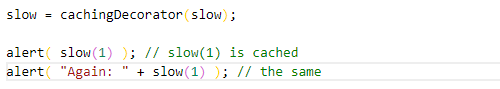 slow = cachingDecorator(slow);
alert( slow(1) ); // slow(1) is cached
alert( "Again: " + slow(1) ); // the same